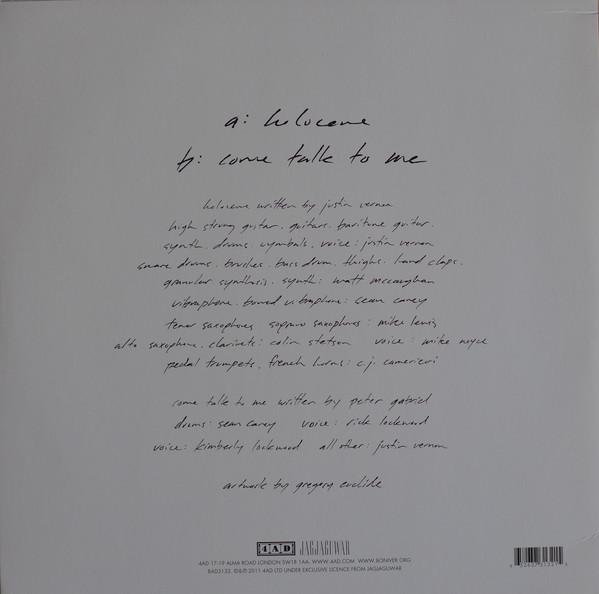 a: holocene
b: come talk to me
holocene written by justin vernon
high strung guitar. guitars. baritone guitar.
synth. drums. cymbals. voice: justin vernon
snare drums. brushes. bass drum. thighs. hand claps.
granular synthesis. synth: matt mccaughan
vibraphone. bowed vibraphone: sean carey
tenor saxophones soprano saxophones: mike lewis
alto saxophone. clarinets: colin stetson voice: mike noyce
pedal trumpets. french horns: c.j. camerieri
come talk to me written by peter gabriel
drums: sean carey voice: rick lockwood
voice: kimberly lockwood all other: justin vernon
artwork by gregory euclide
4AD JAGJAGUWAR
4AD 17-19 ALMA ROAD LONDON SW18 1AA. WWW.4AD.COM WWW.BONIVER.ORG
BAD3132. ©&℗ 2011 4AD LTD UNDER EXCLUSIVE LICENCE FROM JAGJAGUWAR